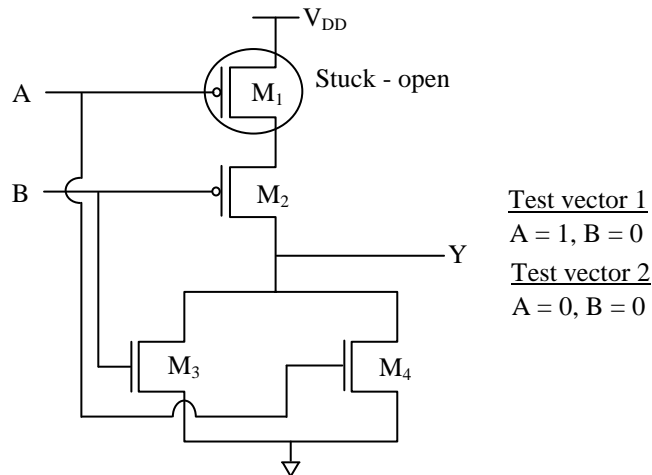 V_DD
A
M_1
Stuck - open
B
M_2
Test vector 1
A = 1, B = 0
Y
Test vector 2
A = 0, B = 0
M_3
M_4